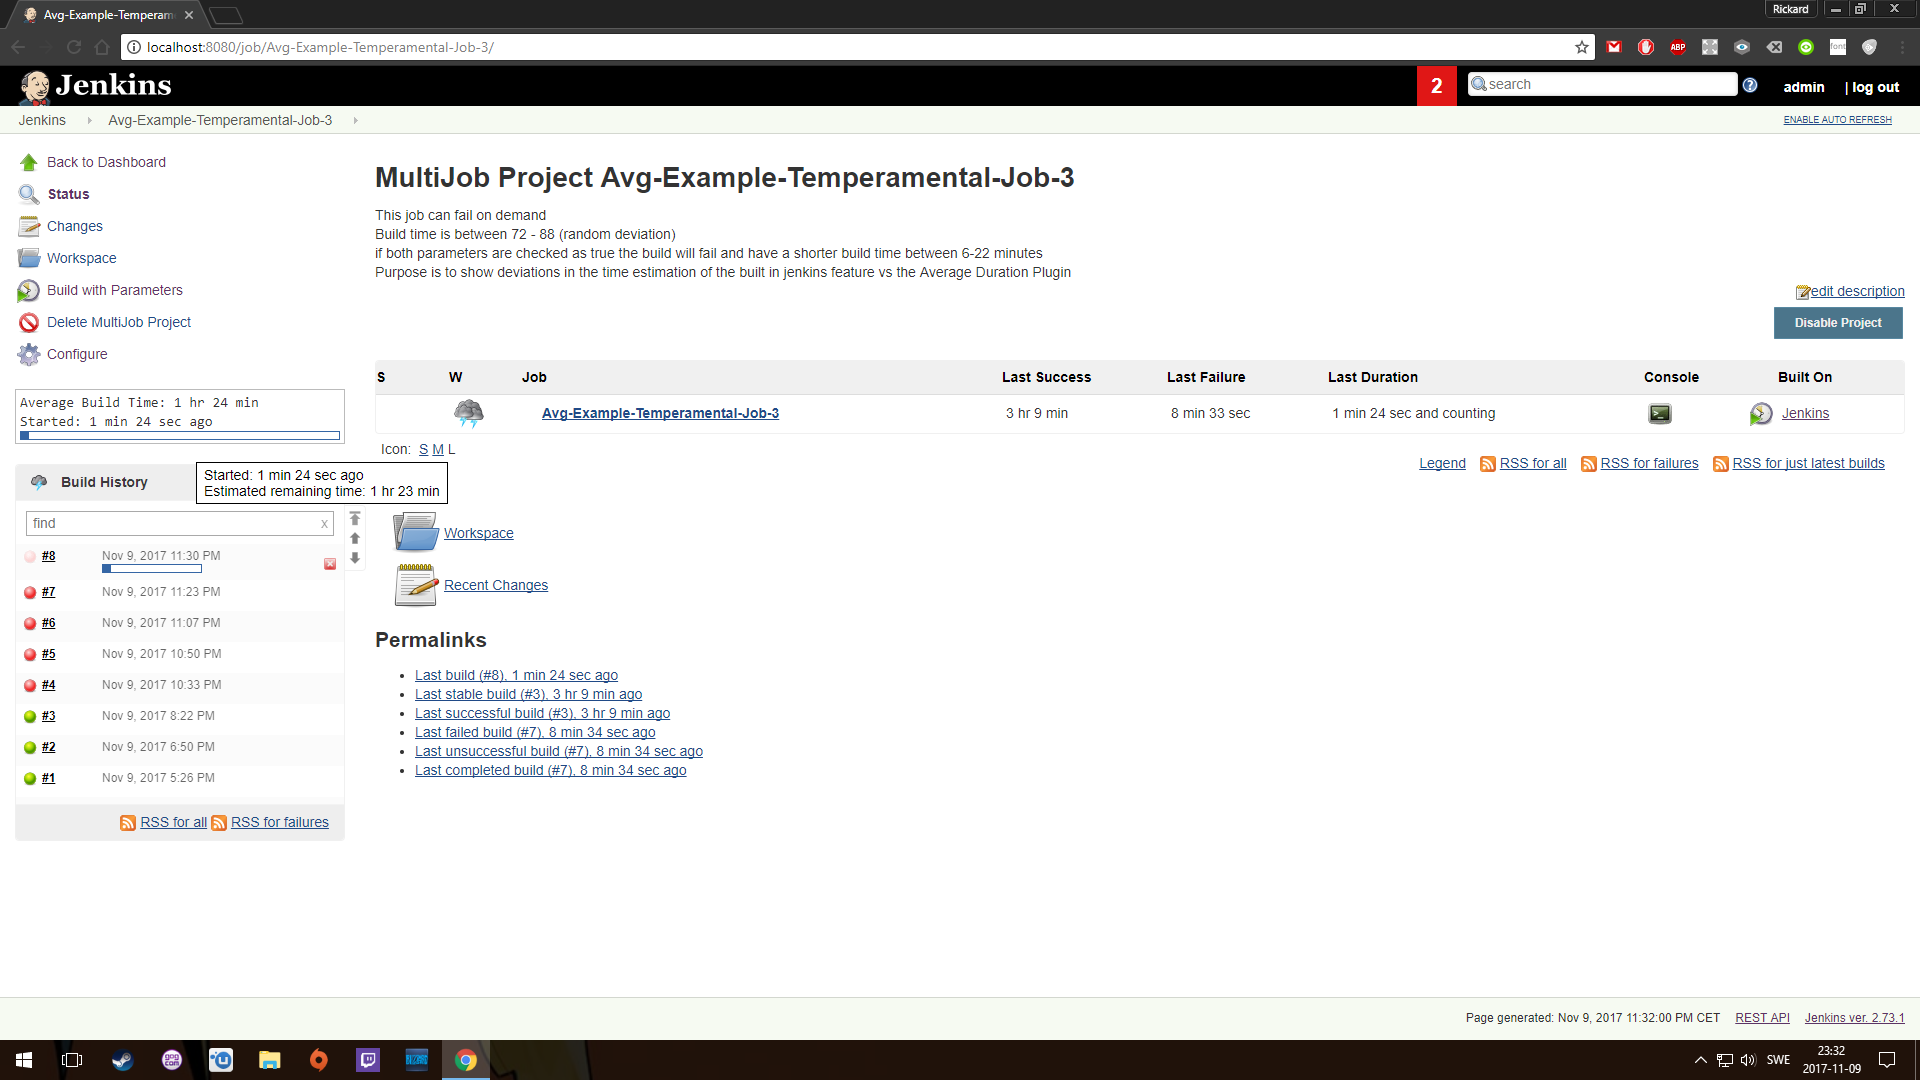 Avg-Example-Temperam
Rickard
localhost:8080/job/Avg-Example-Temperamental-Job-3/
ABP
font
Jenkins
2
search
admin
| log out
Jenkins
Avg-Example-Temperamental-Job-3
ENABLE AUTO REFRESH
Back to Dashboard
Status
Changes
Workspace
Build with Parameters
Delete MultiJob Project
Configure
Average Build Time: 1 hr 24 min
Started: 1 min 24 sec ago
Build History
Started: 1 min 24 sec ago
Estimated remaining time: 1 hr 23 min
find
x
#8 Nov 9, 2017 11:30 PM
#7 Nov 9, 2017 11:23 PM
#6 Nov 9, 2017 11:07 PM
#5 Nov 9, 2017 10:50 PM
#4 Nov 9, 2017 10:33 PM
#3 Nov 9, 2017 8:22 PM
#2 Nov 9, 2017 6:50 PM
#1 Nov 9, 2017 5:26 PM
RSS for all RSS for failures
MultiJob Project Avg-Example-Temperamental-Job-3
This job can fail on demand
Build time is between 72 - 88 (random deviation)
if both parameters are checked as true the build will fail and have a shorter build time between 6-22 minutes
Purpose is to show deviations in the time estimation of the built in jenkins feature vs the Average Duration Plugin
edit description
Disable Project
S W Job Last Success Last Failure Last Duration Console Built On
Avg-Example-Temperamental-Job-3 3 hr 9 min 8 min 33 sec 1 min 24 sec and counting Jenkins
Icon: S M L
Legend RSS for all RSS for failures RSS for just latest builds
Workspace
Recent Changes
Permalinks
Last build (#8), 1 min 24 sec ago
Last stable build (#3), 3 hr 9 min ago
Last successful build (#3), 3 hr 9 min ago
Last failed build (#7), 8 min 34 sec ago
Last unsuccessful build (#7), 8 min 34 sec ago
Last completed build (#7), 8 min 34 sec ago
Page generated: Nov 9, 2017 11:32:00 PM CET REST API Jenkins ver. 2.73.1
gog
com
SWE
23:32
2017-11-09